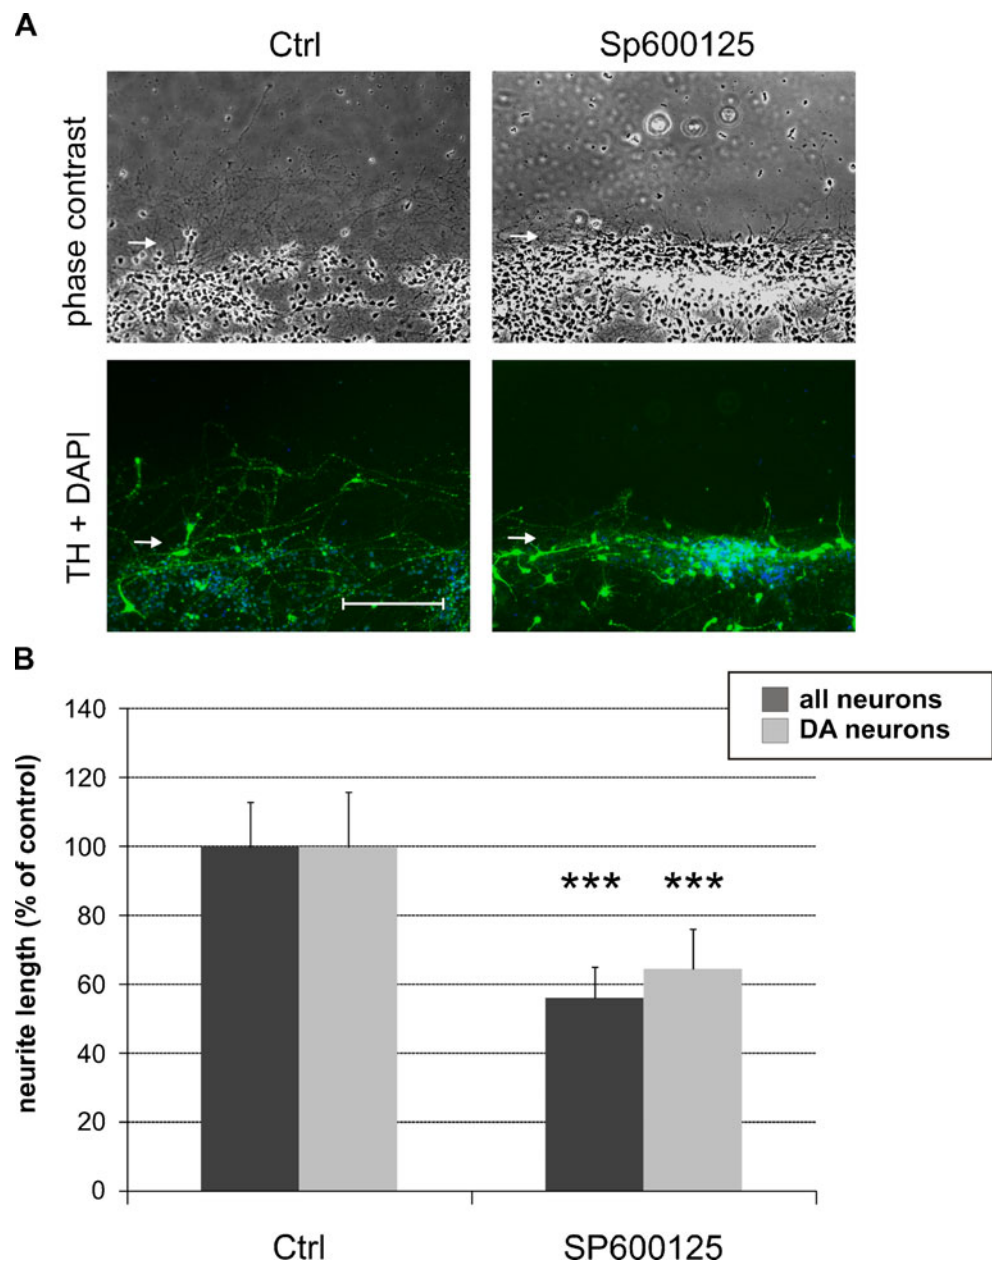 A
Ctrl
Sp600125
phase contrast
TH + DAPI
B
all neurons
DA neurons
neurite length (% of control)
140
120
100
80
60
40
20
0
*** ***
Ctrl
SP600125